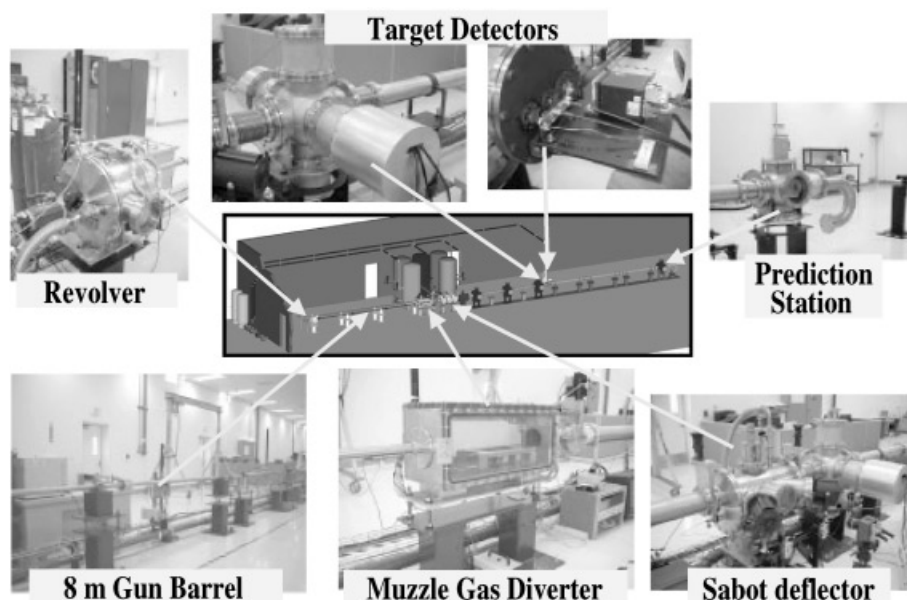 Target Detectors
Revolver
Prediction
Station
8 m Gun Barrel
Muzzle Gas Diverter
Sabot deflector